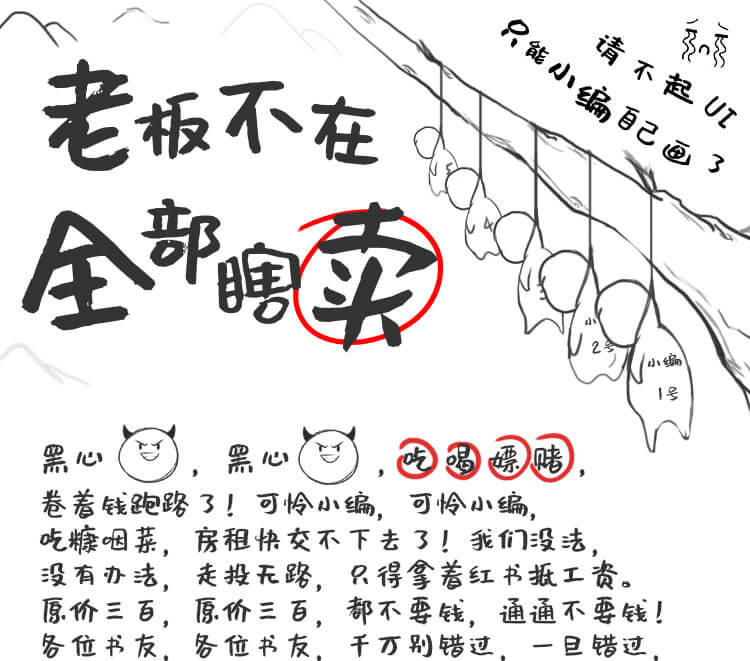 请不起UI
只能小编自己画了
老板不在
全部瞎卖
5
4
3
小
2号
小编
1号
黑心，黑心，吃喝嫖赌，
卷着钱跑路了！可怜小编，可怜小编，
吃糠咽菜，房租快交不下去了！我们没法，
没有办法，走投无路，只得拿着红书抵工资。
原价三百，原价三百，都不要钱，通通不要钱！
各位书友，各位书友，千万别错过，一旦错过，